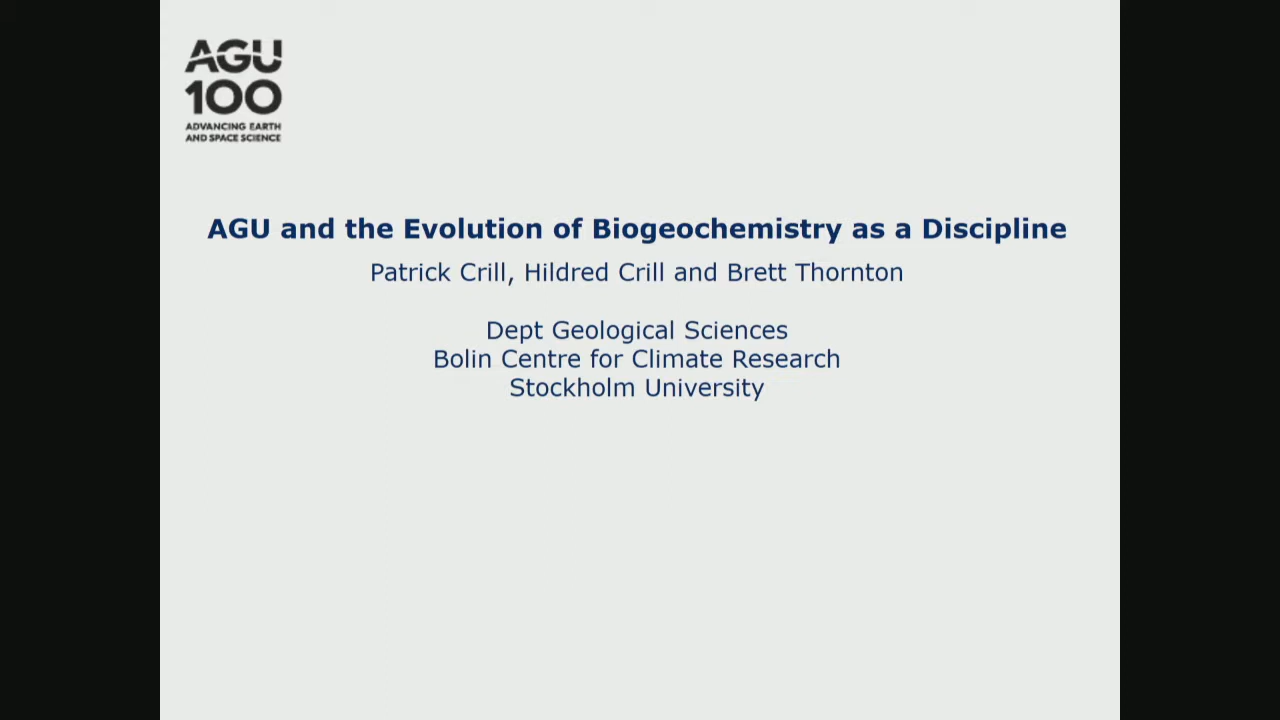 AGU
100
ADVANCING EARTH
AND SPACE SCIENCE
AGU and the Evolution of Biogeochemistry as a Discipline
Patrick Crill, Hildred Crill and Brett Thornton
Dept Geological Sciences
Bolin Centre for Climate Research
Stockholm University